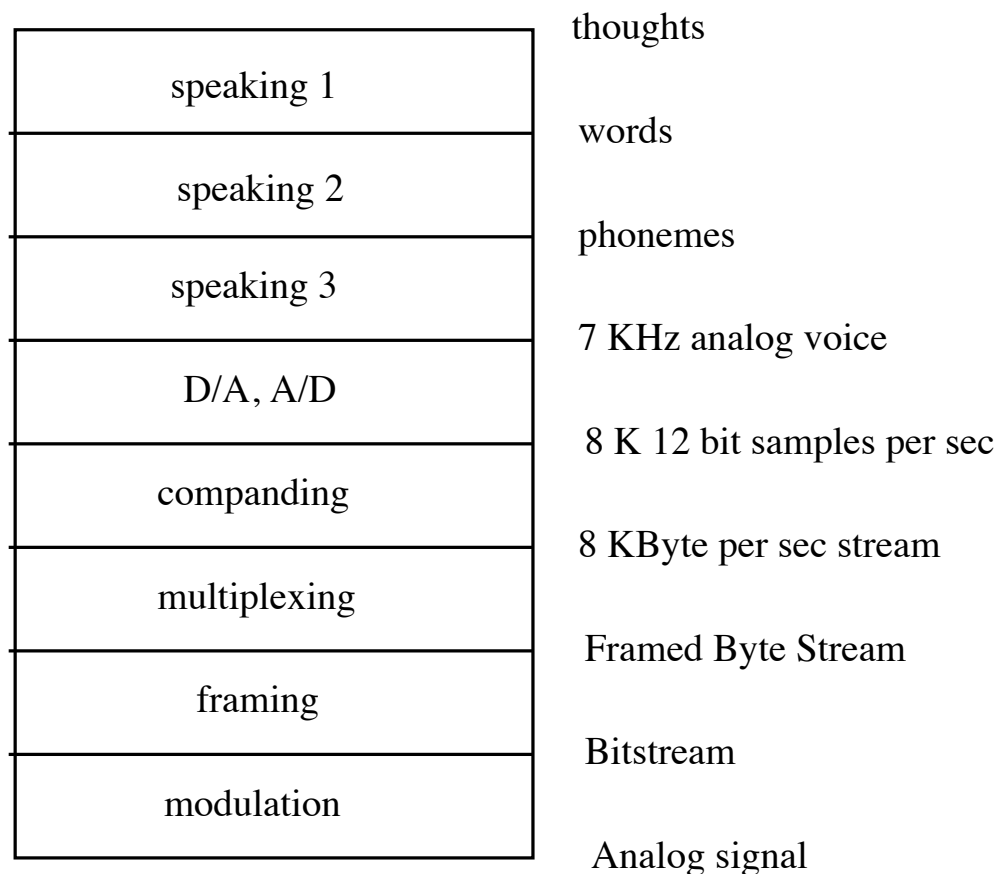 thoughts
speaking 1
words
speaking 2
phonemes
speaking 3
7 KHz analog voice
D/A, A/D
8 K 12 bit samples per sec
companding
8 KByte per sec stream
multiplexing
Framed Byte Stream
framing
Bitstream
modulation
Analog signal